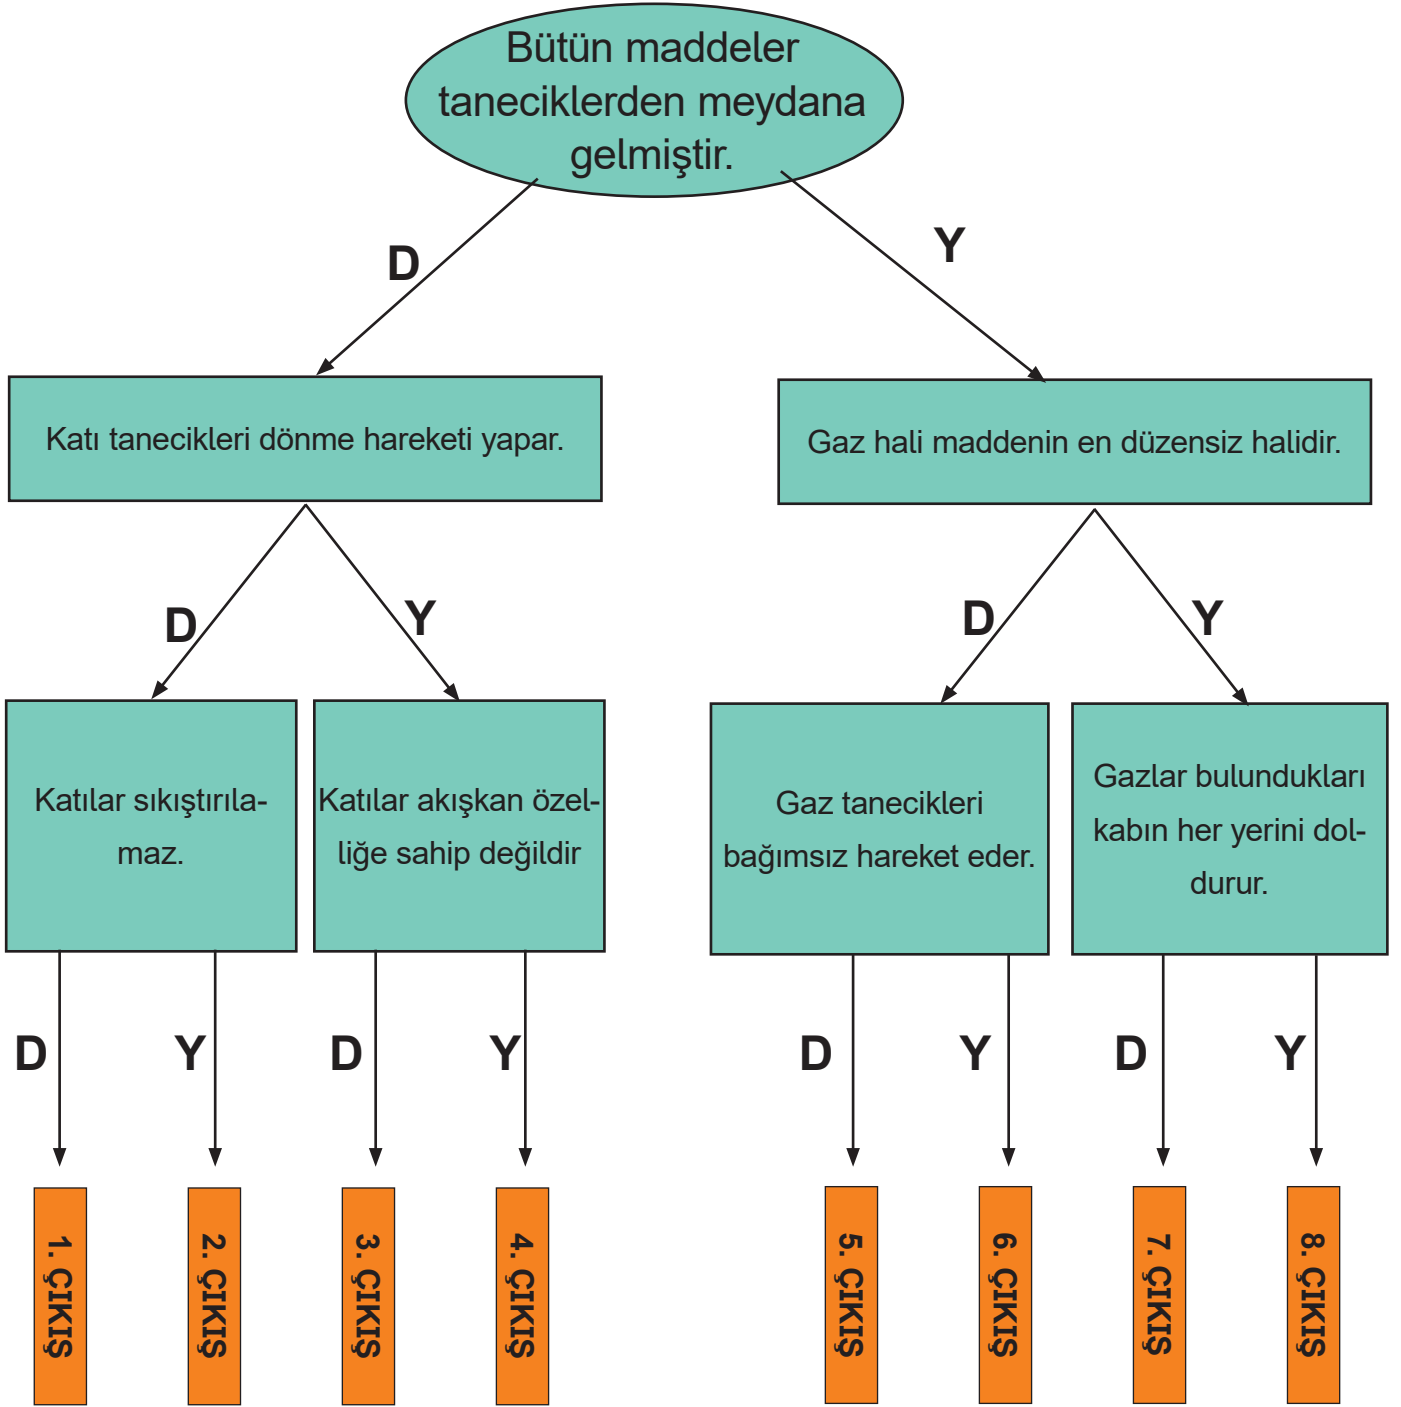 Bütün maddeler
taneciklerden meydana
gelmiştir.
D
Y
Katı tanecikleri dönme hareketi yapar.
Gaz hali maddenin en düzensiz halidir.
D
Y
D
Y
Katılar sıkıştırıla-
maz.
Katılar akışkan özel-
liğe sahip değildir
Gaz tanecikleri
bağımsız hareket eder.
Gazlar bulundukları
kabın her yerini dol-
durur.
D
Y
D
Y
D
Y
D
Y
1. ÇIKIŞ
2. ÇIKIŞ
3. ÇIKIŞ
4. ÇIKIŞ
5. ÇIKIŞ
6. ÇIKIŞ
7. ÇIKIŞ
8. ÇIKIŞ